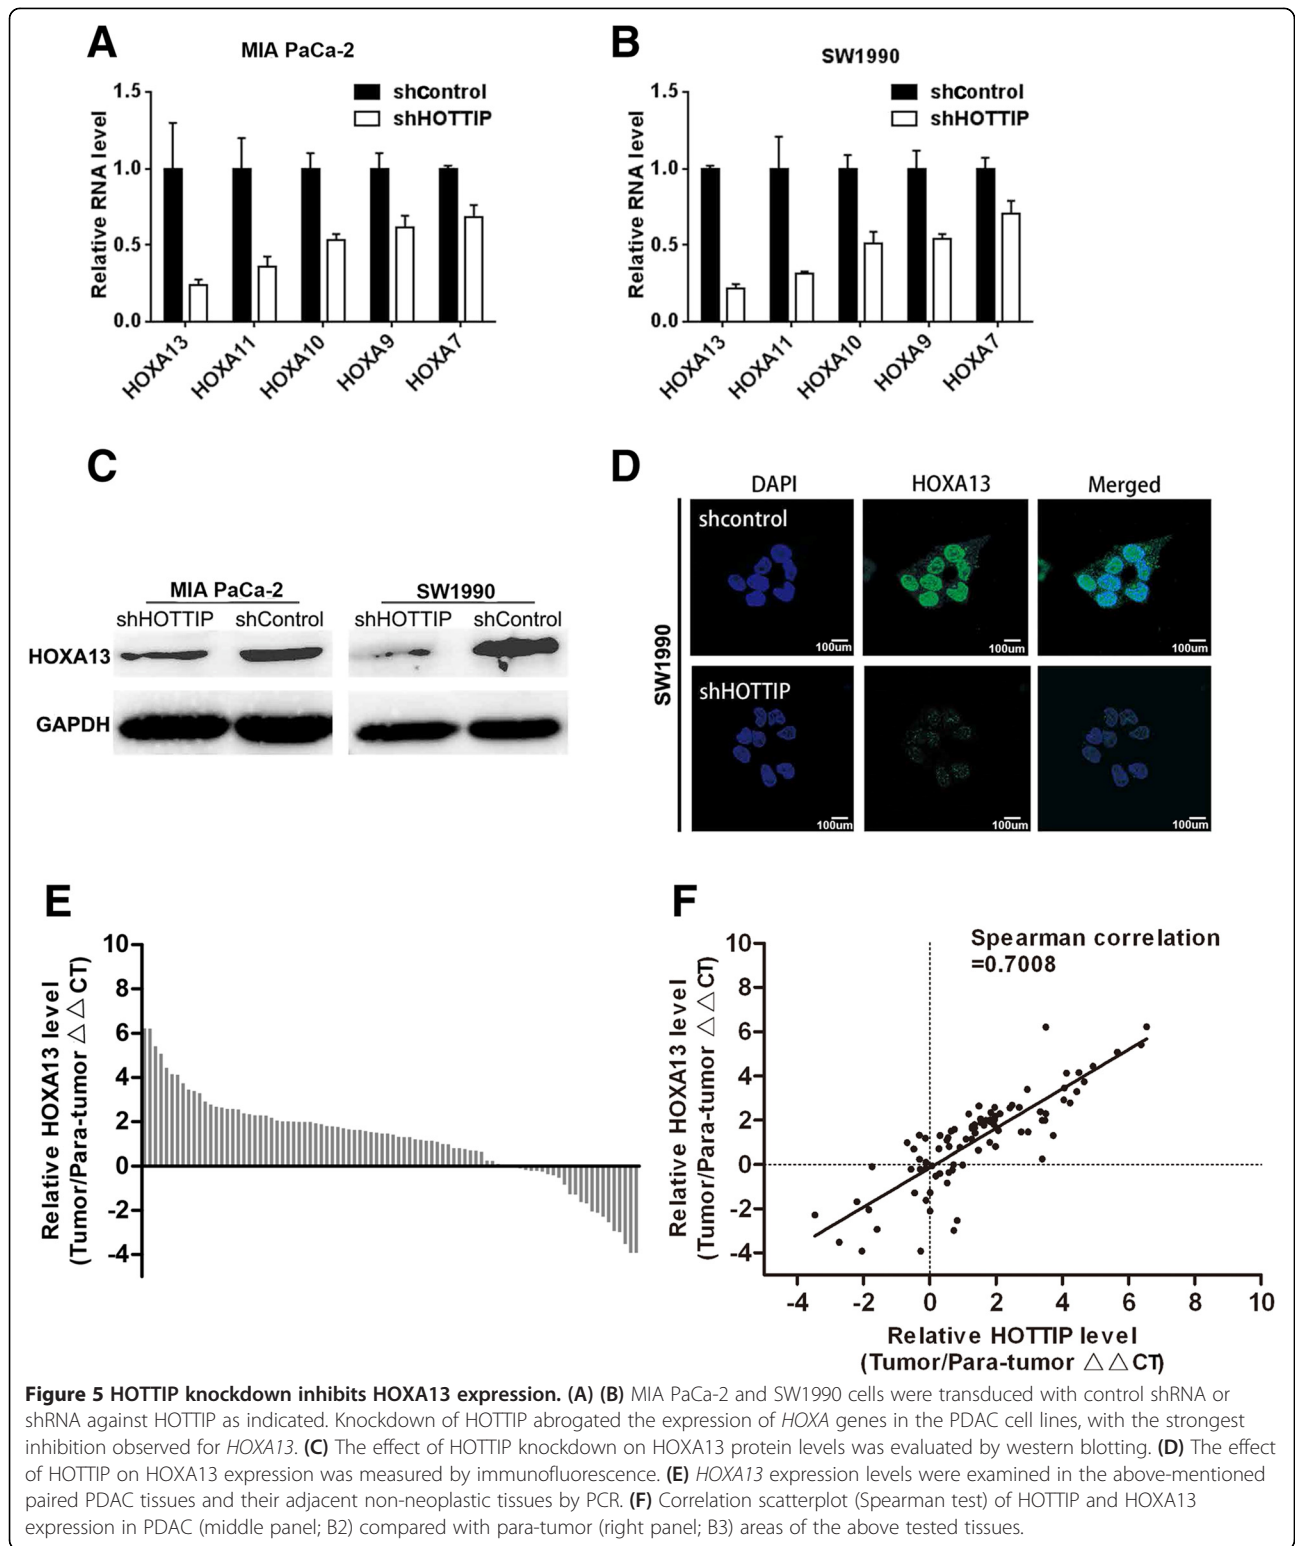 A
MIA PaCa-2
shcontrol
shHOTTIP
Relative RNA level
1.5
1.0
0.5
0.0
HOXA13
HOXA11
HOXA10
HOXA9
HOXA7
B
SW1990
shcontrol
shHOTTIP
Relative RNA level
1.5
1.0
0.5
0.0
HOXA13
HOXA11
HOXA10
HOXA9
HOXA7
C
MIA PaCa-2
SW1990
shHOTTIP shControl
shHOTTIP shControl
HOXA13
GAPDH
D
DAPI HOXA13 Merged
SW1990
shcontrol
100um 100um 100um
shHOTTIP
100um 100um 100um
E
Relative HOXA13 level
(Tumor/Para-tumor △△CT)
10
8
6
4
2
0
-2
-4
F
Spearman correlation
=0.7008
Relative HOXA13 level
(Tumor/Para-tumor △△CT)
10
8
6
4
2
0
-2
-4
-4 -2 0 2 4 6 8 10
Relative HOTTIP level
(Tumor/Para-tumor △△CT)
Figure 5 HOTTIP knockdown inhibits HOXA13 expression. (A) (B) MIA PaCa-2 and SW1990 cells were transduced with control shRNA or
shRNA against HOTTIP as indicated. Knockdown of HOTTIP abrogated the expression of HOXA genes in the PDAC cell lines, with the strongest
inhibition observed for HOXA13. (C) The effect of HOTTIP knockdown on HOXA13 protein levels was evaluated by western blotting. (D) The effect
of HOTTIP on HOXA13 expression was measured by immunofluorescence. (E) HOXA13 expression levels were examined in the above-mentioned
paired PDAC tissues and their adjacent non-neoplastic tissues by PCR. (F) Correlation scatterplot (Spearman test) of HOTTIP and HOXA13
expression in PDAC (middle panel; B2) compared with para-tumor (right panel; B3) areas of the above tested tissues.